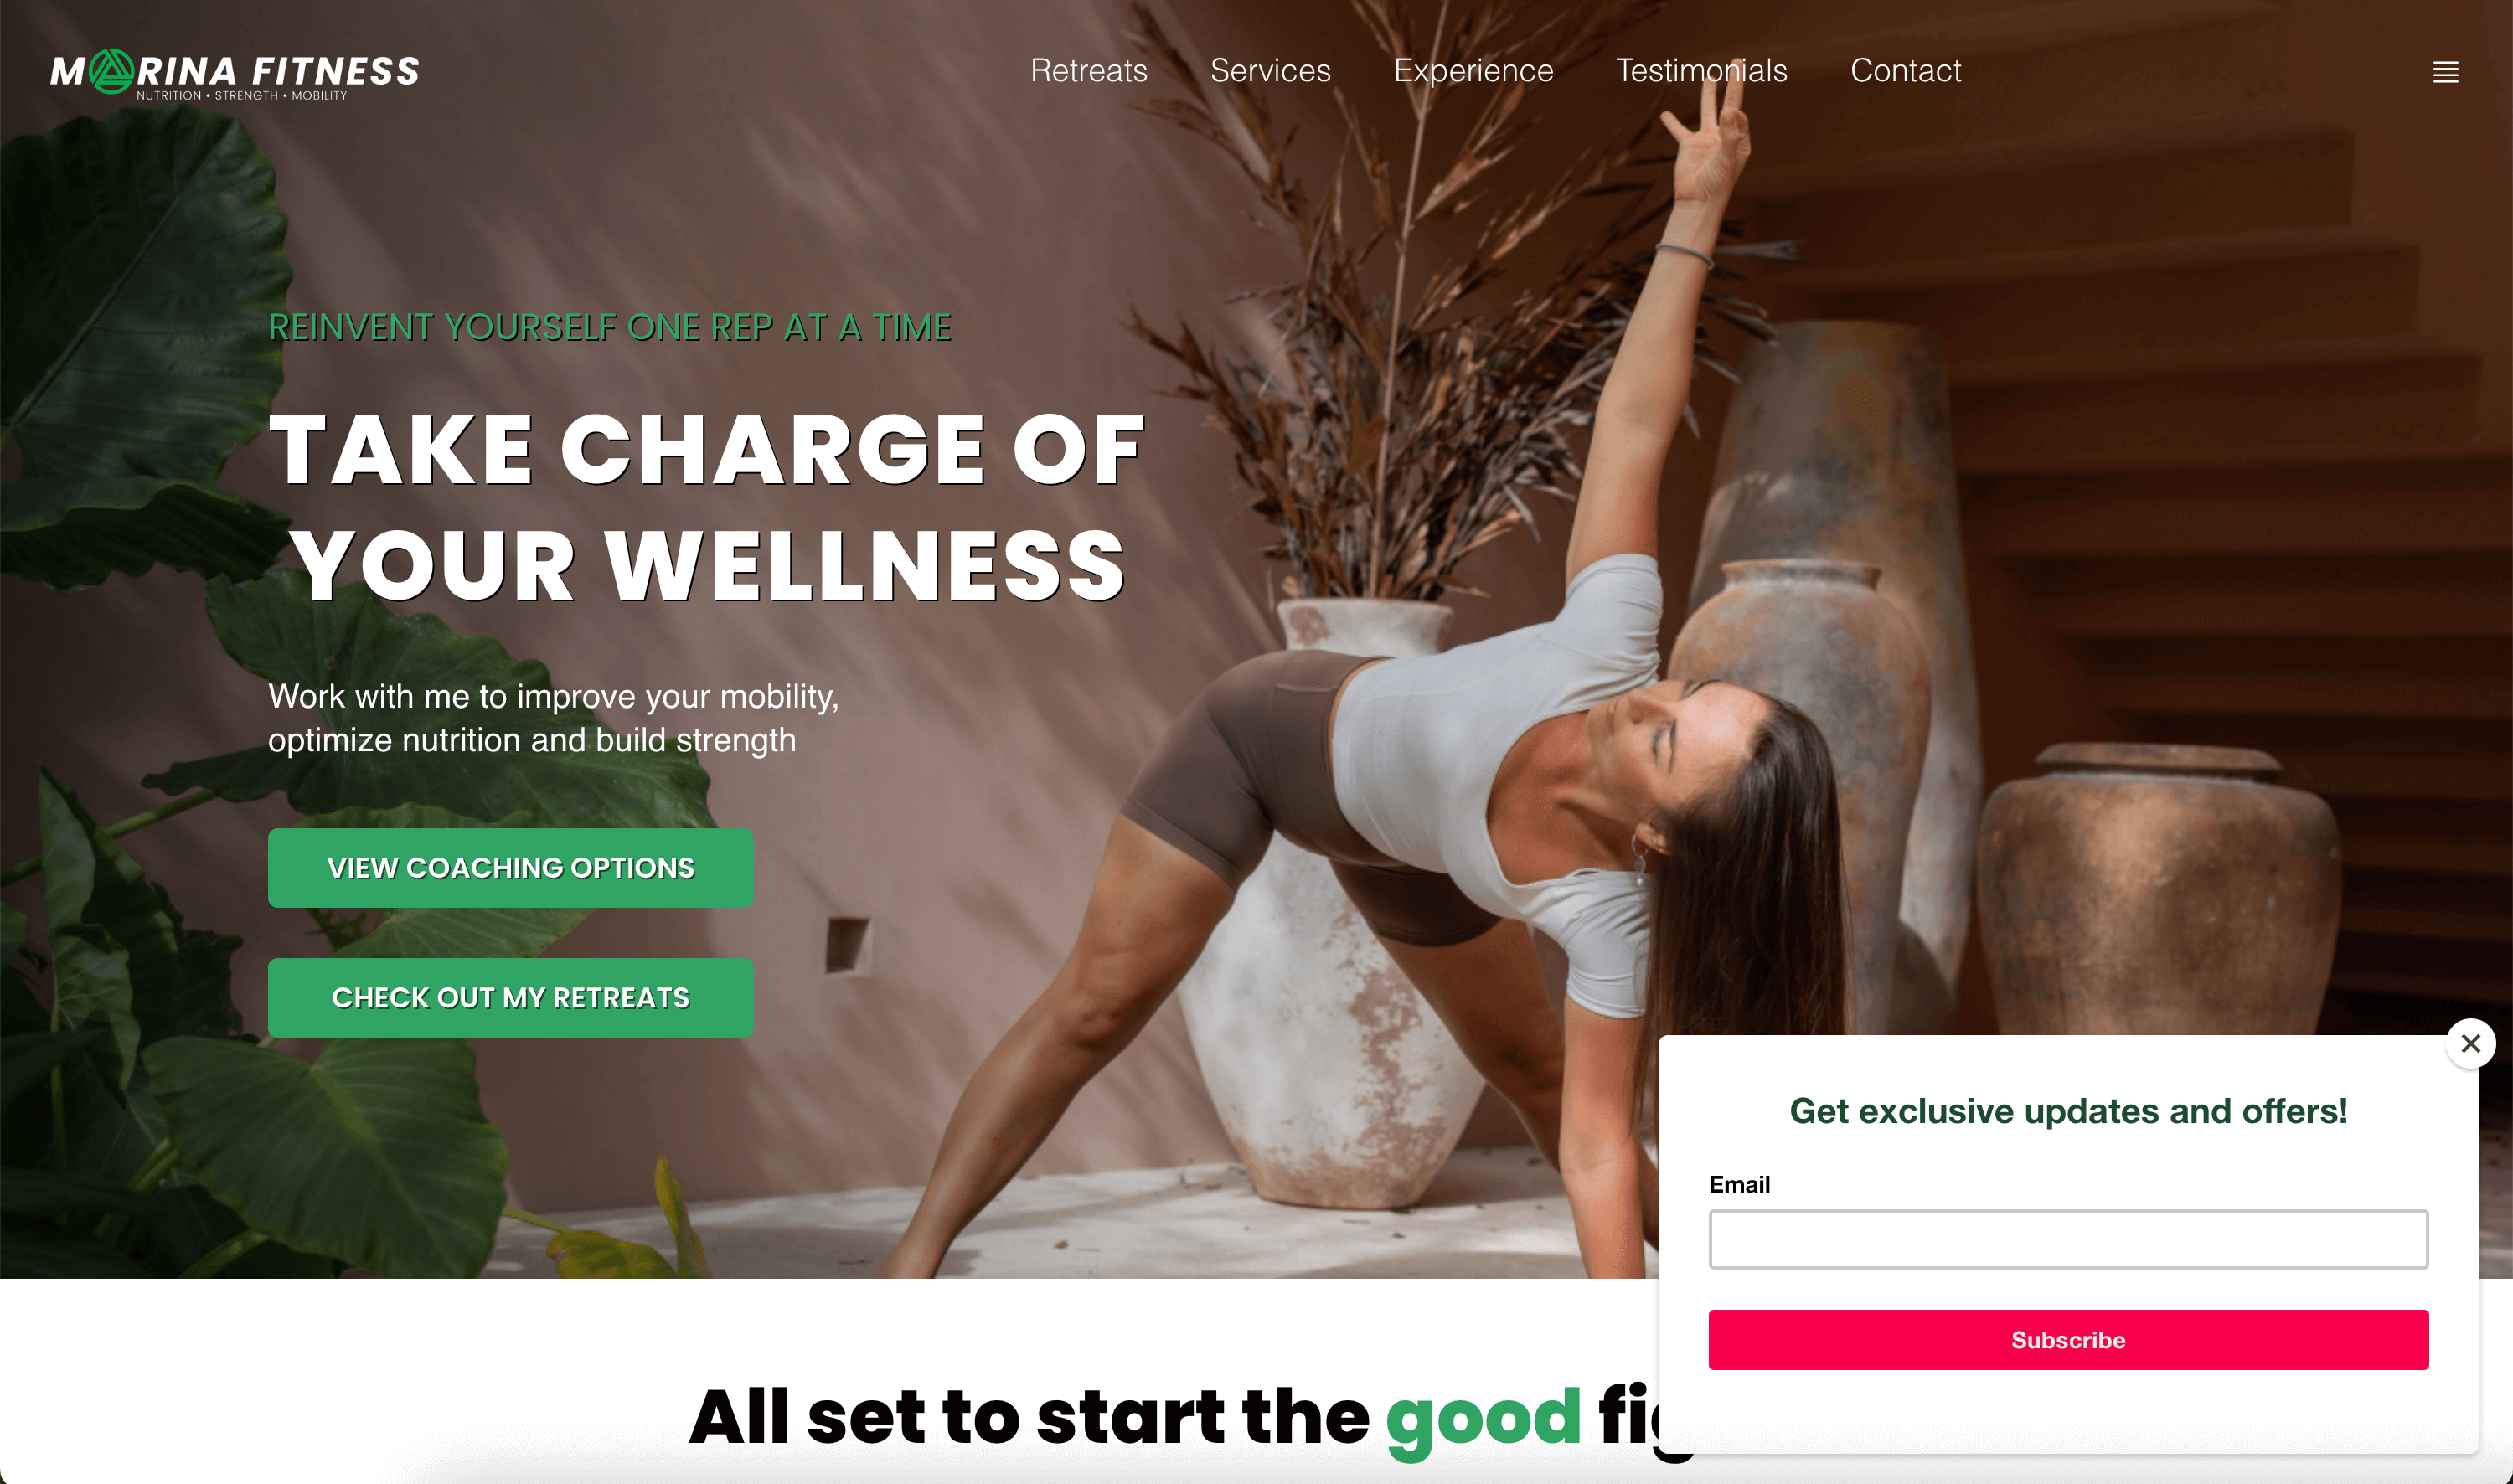 MARINA FITNESS
NUTRITION • STRENGTH • MOBILITY
Retreats Services Experience Testimonials Contact
REINVENT YOURSELF ONE REP AT A TIME
TAKE CHARGE OF
YOUR WELLNESS
Work with me to improve your mobility,
optimize nutrition and build strength
VIEW COACHING OPTIONS
CHECK OUT MY RETREATS
Get exclusive updates and offers!
Email
Subscribe
All set to start the good